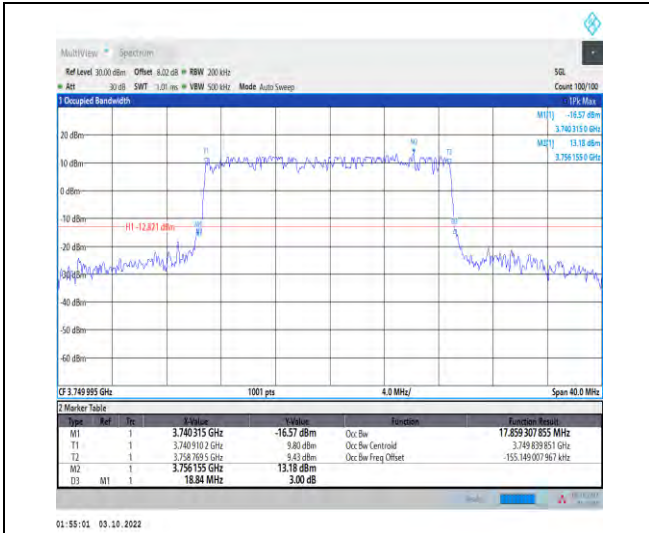 MultiView Spectrum
Ref Level 30.00 dBm Offset 8.02 dB RBW 200 kHz SGL
Att 30 dB SWT 1.01 ms VBW 500 kHz Mode Auto Sweep Count 100/100
1 Occupied Bandwidth 1Pk Max
M1[1] -16.57 dBm
3.740 315 0 GHz
M2[1] 13.18 dBm
3.756 155 0 GHz
20 dBm
T1 M2 T2
10 dBm
0 dBm
-10 dBm
H1 -12.821 dBm
-20 dBm
-30 dBm
-40 dBm
-50 dBm
-60 dBm
CF 3.749 995 GHz 1001 pts 4.0 MHz/ Span 40.0 MHz
2 Marker Table
Type Ref Trc X-Value Y-Value Function Function Result
M1 1 3.740 315 GHz -16.57 dBm Occ Bw 17.859 307 855 MHz
T1 1 3.740 910 2 GHz 9.80 dBm Occ Bw Centroid 3.749 839 851 GHz
T2 1 3.758 769 5 GHz 9.43 dBm Occ Bw Freq Offset -155.149 007 967 kHz
M2 1 3.756 155 GHz 13.18 dBm
D3 M1 1 18.84 MHz 3.00 dB
01:55:01 03.10.2022